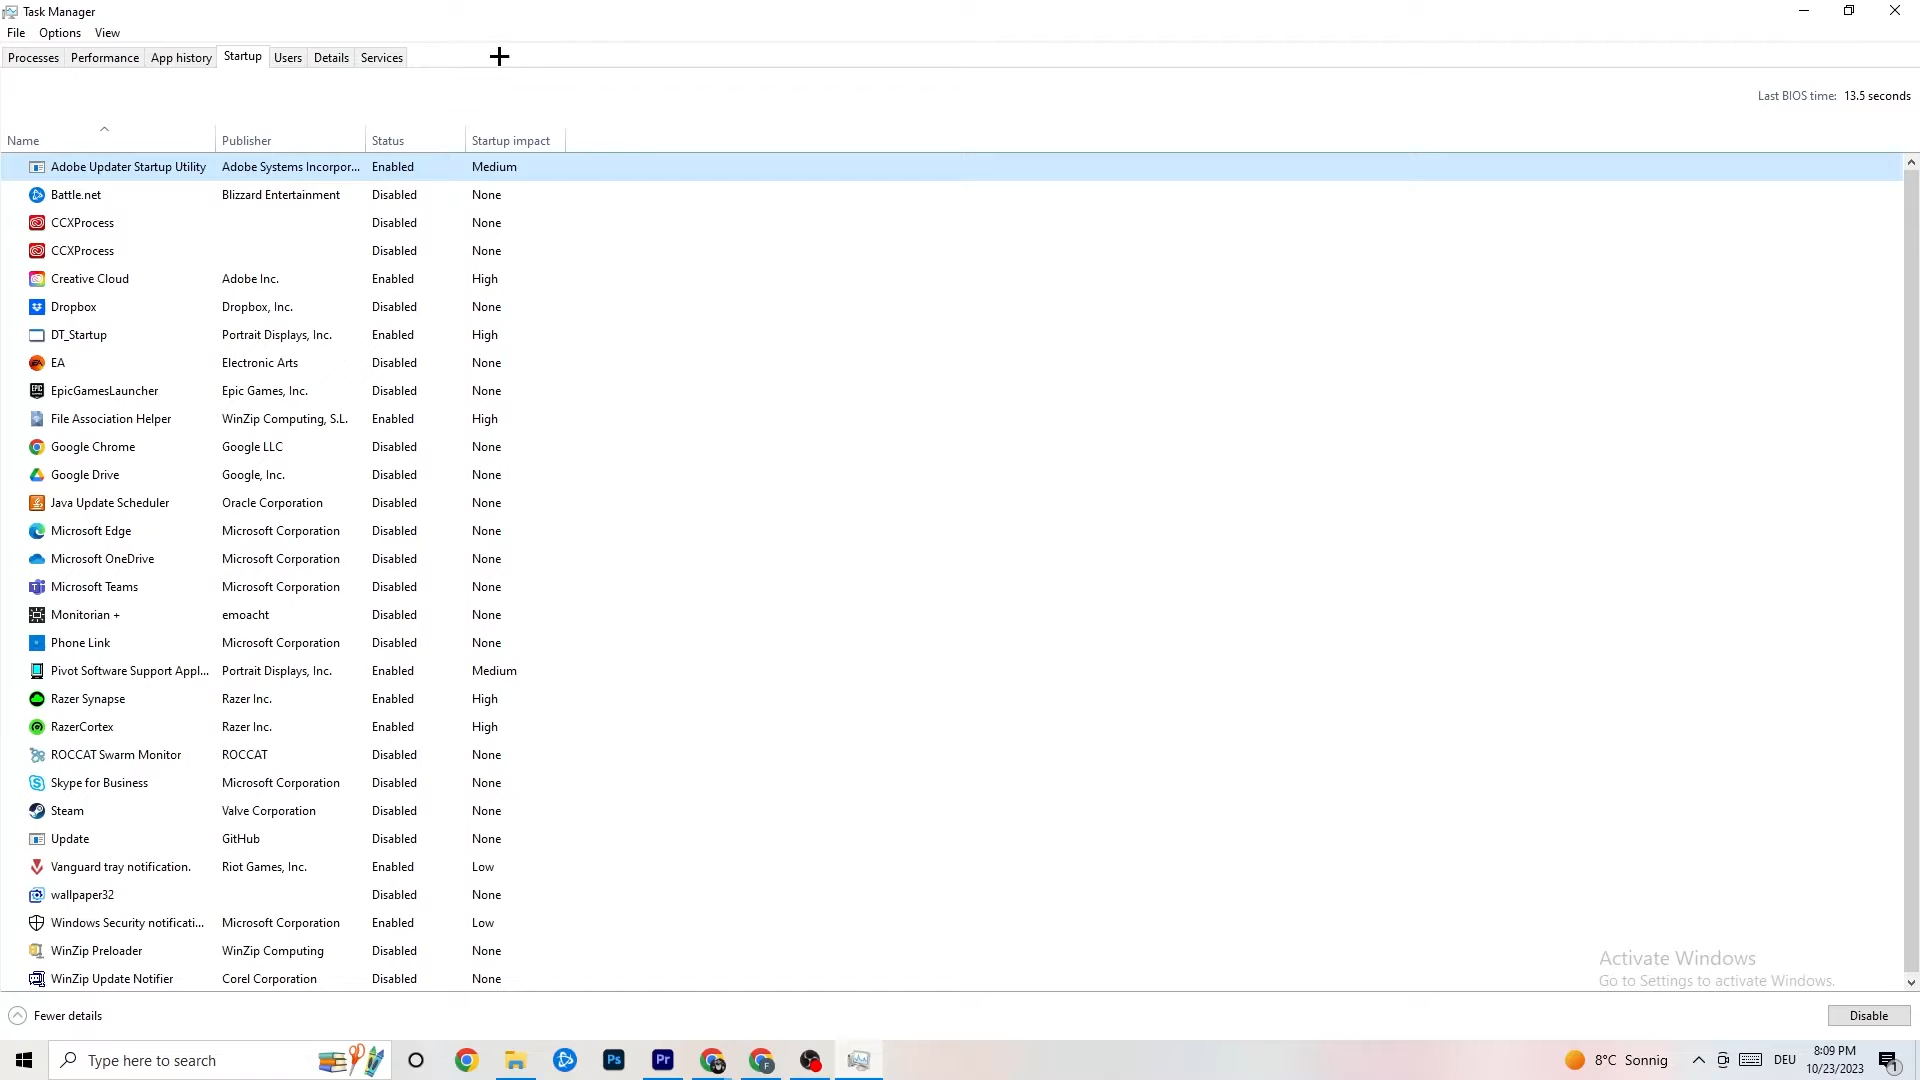 Task Manager
File Options View
Processes Performance App history Startup Users Details Services
Last BIOS time: 13.5 seconds
Name Publisher Status Startup impact
Adobe Updater Startup Utility Adobe Systems Incorpor... Enabled Medium
Battle.net Blizzard Entertainment Disabled None
CCXProcess Disabled None
CCXProcess Disabled None
Creative Cloud Adobe Inc. Enabled High
Dropbox Dropbox, Inc. Disabled None
DT_Startup Portrait Displays, Inc. Enabled High
EA Electronic Arts Disabled None
EpicGamesLauncher Epic Games, Inc. Disabled None
File Association Helper WinZip Computing, S.L. Enabled High
Google Chrome Google LLC Disabled None
Google Drive Google, Inc. Disabled None
Java Update Scheduler Oracle Corporation Disabled None
Microsoft Edge Microsoft Corporation Disabled None
Microsoft OneDrive Microsoft Corporation Disabled None
Microsoft Teams Microsoft Corporation Disabled None
Monitorian + emoacht Disabled None
Phone Link Microsoft Corporation Disabled None
Pivot Software Support Appl... Portrait Displays, Inc. Enabled Medium
Razer Synapse Razer Inc. Enabled High
RazerCortex Razer Inc. Enabled High
ROCCAT Swarm Monitor ROCCAT Disabled None
Skype for Business Microsoft Corporation Disabled None
Steam Valve Corporation Disabled None
Update GitHub Disabled None
Vanguard tray notification. Riot Games, Inc. Enabled Low
wallpaper32 Disabled None
Windows Security notificati... Microsoft Corporation Enabled Low
WinZip Preloader WinZip Computing Disabled None
WinZip Update Notifier Corel Corporation Disabled None
Activate Windows
Go to Settings to activate Windows.
Fewer details Disable
Type here to search Ps Pr F 8°C Sonnig DEU 8:09 PM 1
10/23/2023